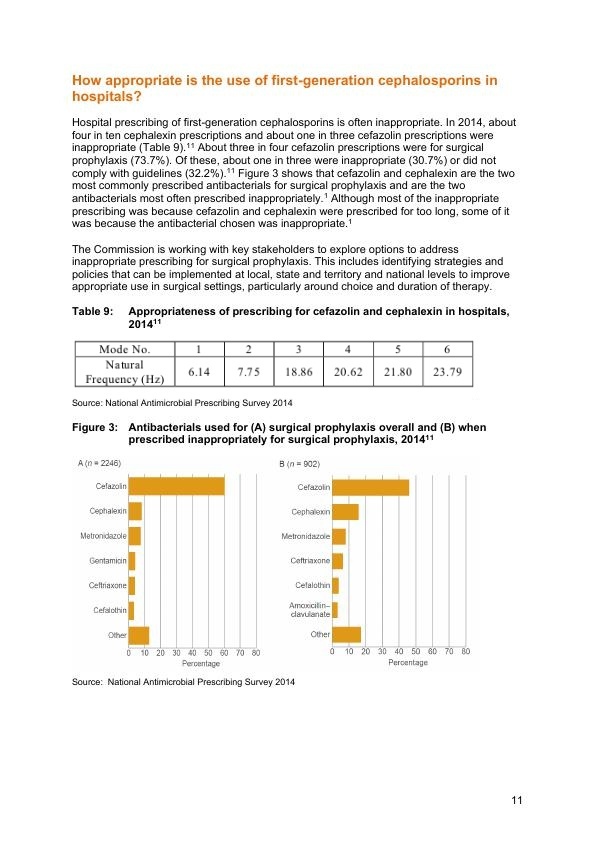 How appropriate is the use of first-generation cephalosporins in
hospitals?
Hospital prescribing of first-generation cephalosporins is often inappropriate. In 2014, about
four in ten cephalexin prescriptions and about one in three cefazolin prescriptions were
inappropriate (Table 9).11 About three in four cefazolin prescriptions were for surgical
prophylaxis (73.7%). Of these, about one in three were inappropriate (30.7%) or did not
comply with guidelines (32.2%).11 Figure 3 shows that cefazolin and cephalexin are the two
most commonly prescribed antibacterials for surgical prophylaxis and are the two
antibacterials most often prescribed inappropriately.1 Although most of the inappropriate
prescribing was because cefazolin and cephalexin were prescribed for too long, some of it
was because the antibacterial chosen was inappropriate.1
The Commission is working with key stakeholders to explore options to address
inappropriate prescribing for surgical prophylaxis. This includes identifying strategies and
policies that can be implemented at local, state and territory and national levels to improve
appropriate use in surgical settings, particularly around choice and duration of therapy.
Table 9: Appropriateness of prescribing for cefazolin and cephalexin in hospitals,
201411
Mode No. 1 2 3 4 5 6
Natural
Frequency (Hz) 6.14 7.75 18.86 20.62 21.80 23.79
Source: National Antimicrobial Prescribing Survey 2014
Figure 3: Antibacterials used for (A) surgical prophylaxis overall and (B) when
prescribed inappropriately for surgical prophylaxis, 201411
A (n = 2246)
Cefazolin
Cephalexin
Metronidazole
Gentamicin
Ceftriaxone
Cefalothin
Other
0 10 20 30 40 50 60 70 80
Percentage
B (n = 902)
Cefazolin
Cephalexin
Metronidazole
Ceftriaxone
Cefalothin
Amoxicillin–
clavulanate
Other
0 10 20 30 40 50 60 70 80
Percentage
Source: National Antimicrobial Prescribing Survey 2014
11